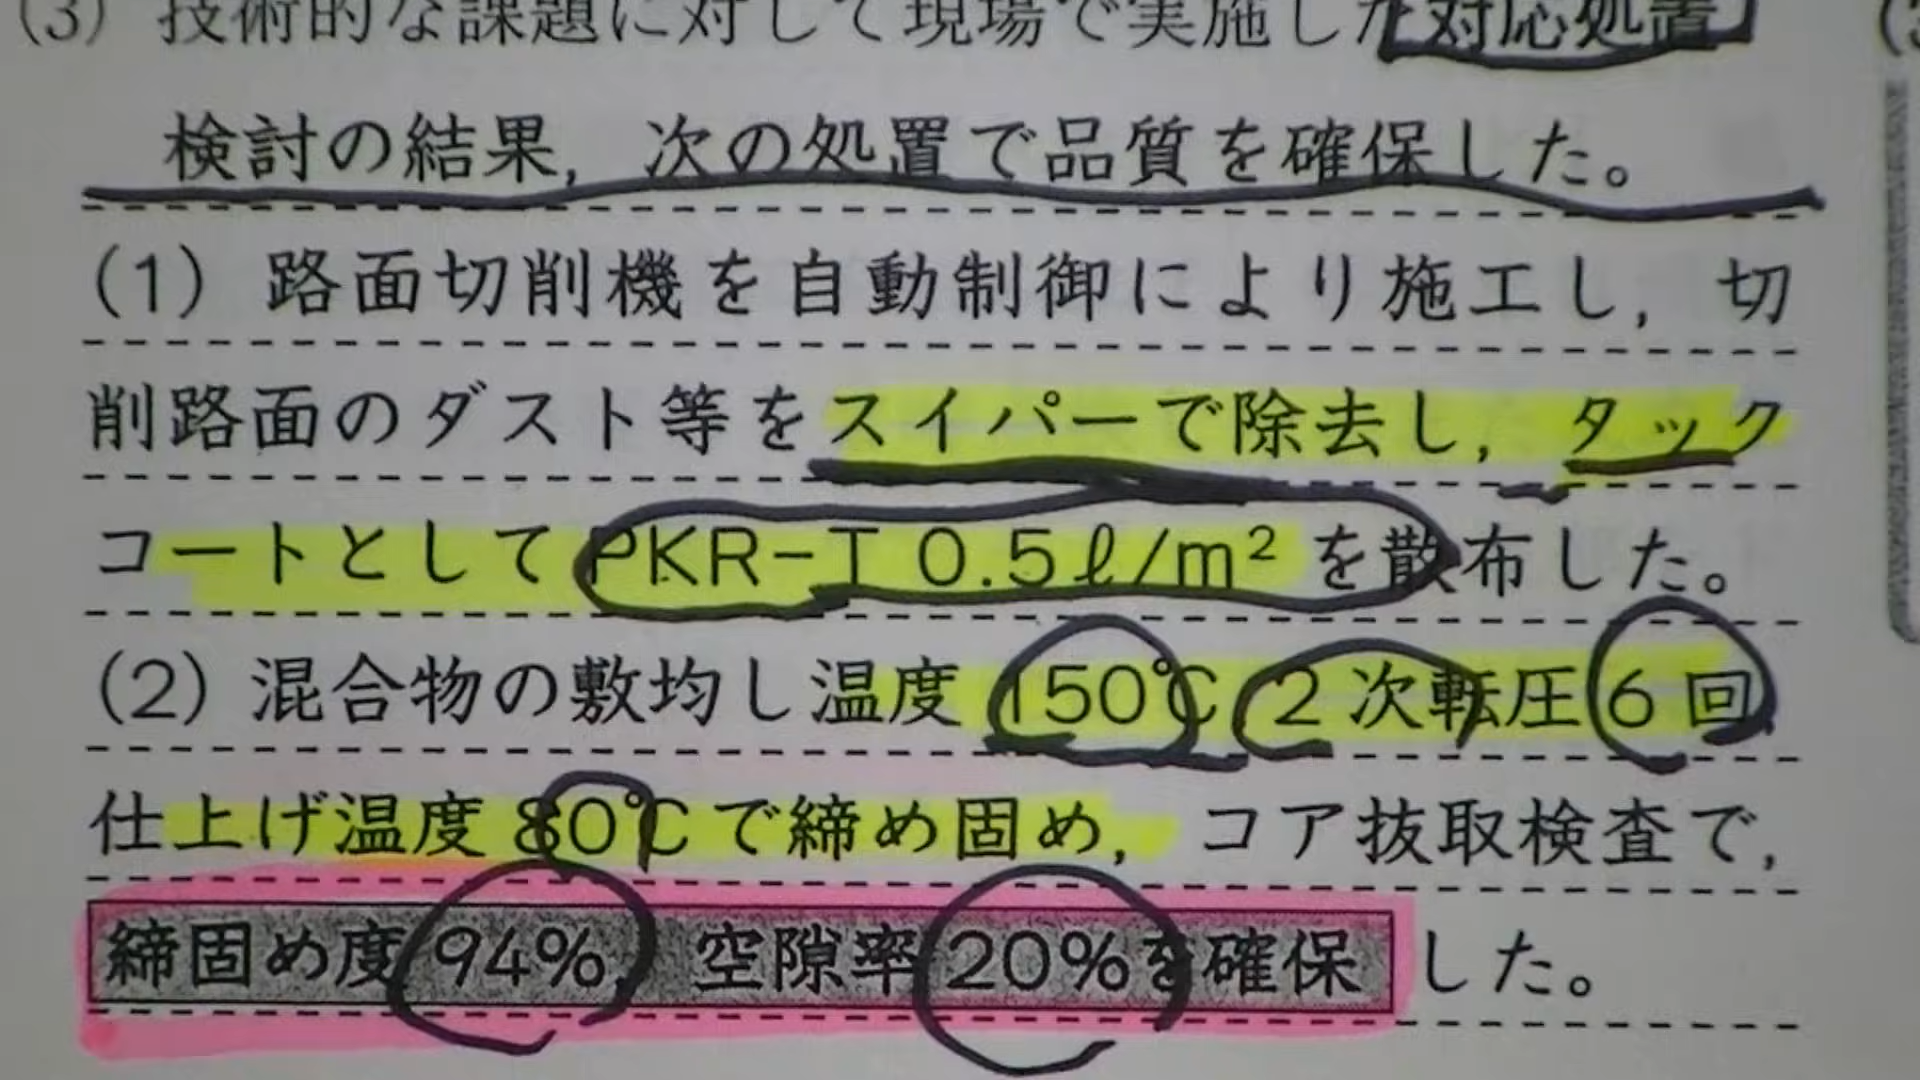 (3) 技術的な課題に対して現場で実施した対応処置
検討の結果，次の処置で品質を確保した。
(1) 路面切削機を自動制御により施工し，切
削路面のダスト等をスイパーで除去し，タック
コートとしてPKR-T 0.5ℓ/m²を散布した。
(2) 混合物の敷均し温度150℃ 2次転圧6回
仕上げ温度80℃で締め固め，コア抜取検査で，
締固め度94%，空隙率20%を確保した。